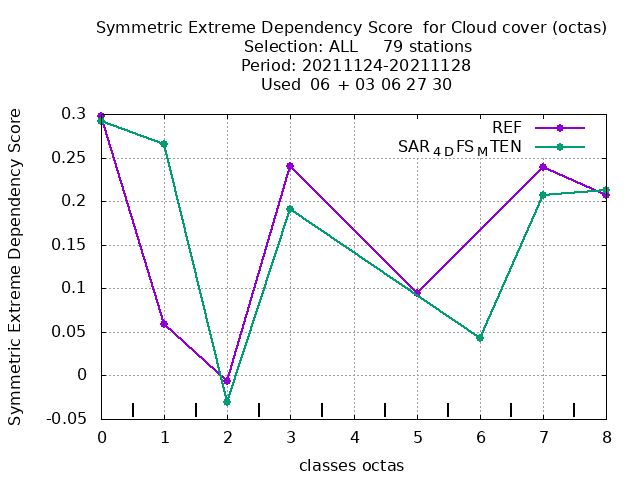 Symmetric Extreme Dependency Score  for Cloud cover (octas)
Selection: ALL     79 stations
Period: 20211124-20211128
Used  06  + 03 06 27 30
Symmetric Extreme Dependency Score
0.3
0.25
0.2
0.15
0.1
0.05
0
-0.05
REF
SAR4DFSMTEN
0 1 2 3 4 5 6 7 8
classes octas